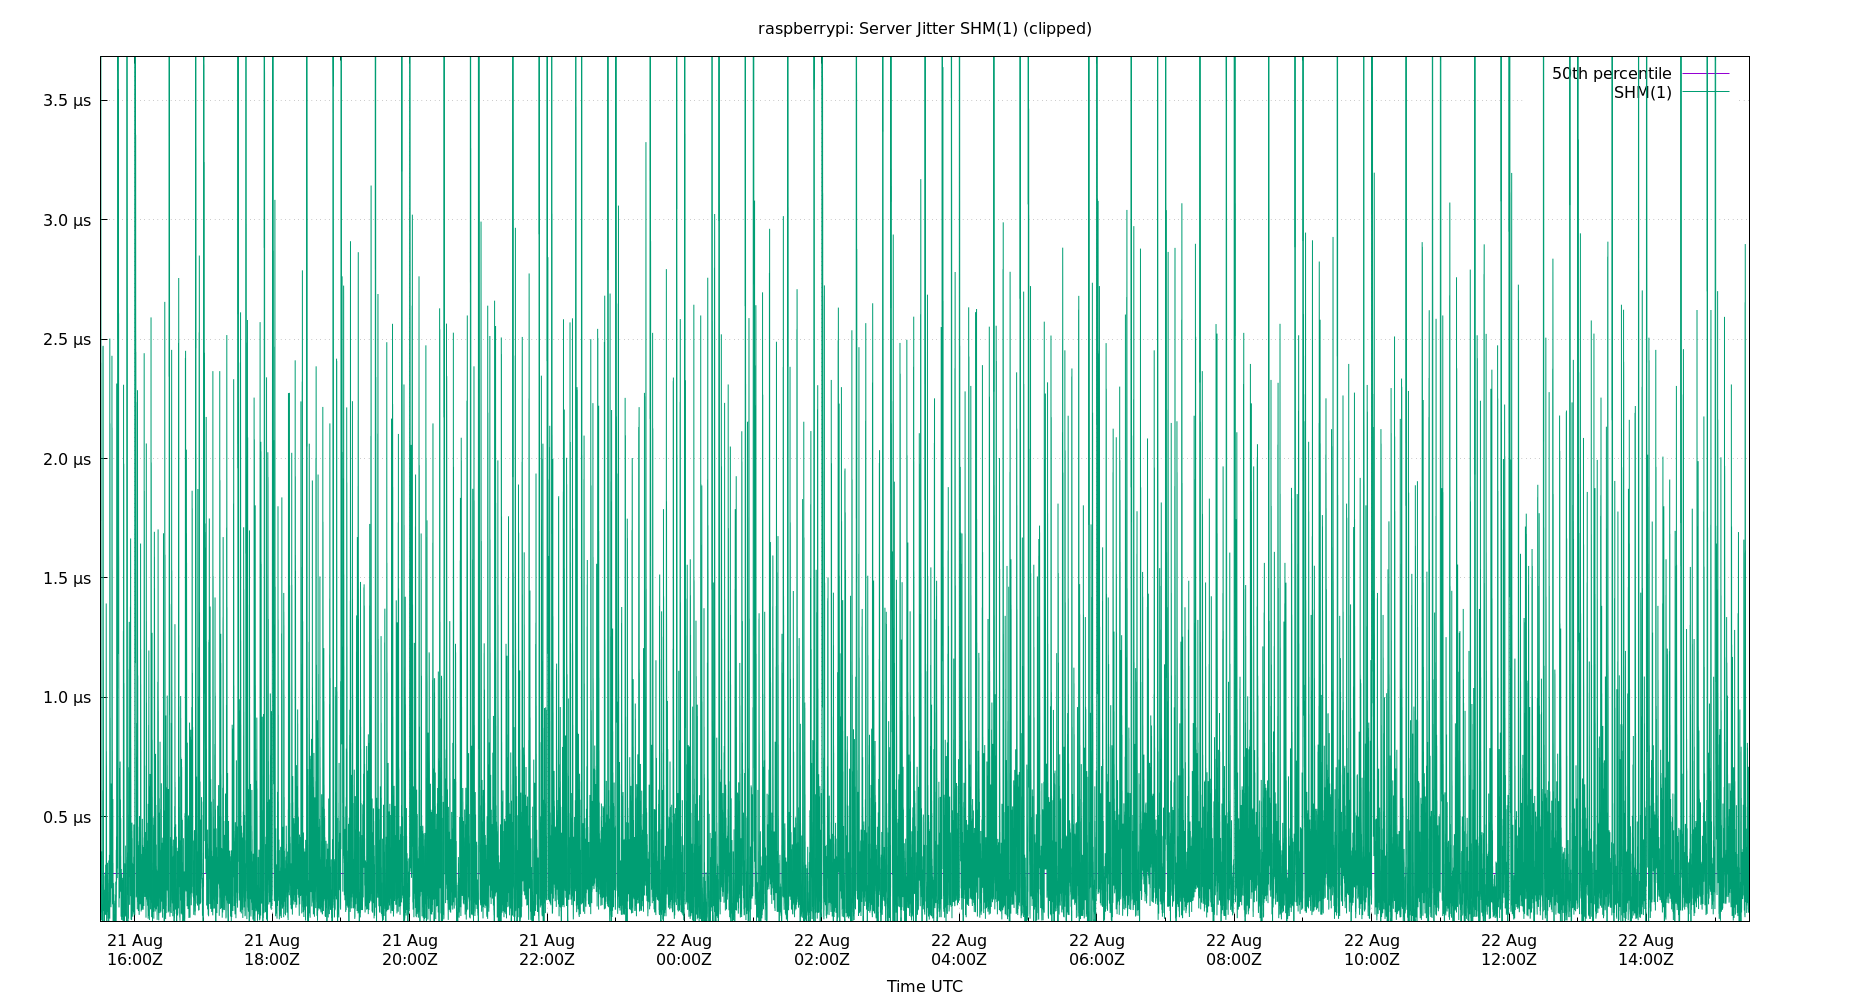 raspberrypi: Server Jitter SHM(1) (clipped)
50th percentile
SHM(1)
3.5 µs
3.0 µs
2.5 µs
2.0 µs
1.5 µs
1.0 µs
0.5 µs
21 Aug 21 Aug 21 Aug 21 Aug 22 Aug 22 Aug 22 Aug 22 Aug 22 Aug 22 Aug 22 Aug 22 Aug
16:00Z 18:00Z 20:00Z 22:00Z 00:00Z 02:00Z 04:00Z 06:00Z 08:00Z 10:00Z 12:00Z 14:00Z
Time UTC